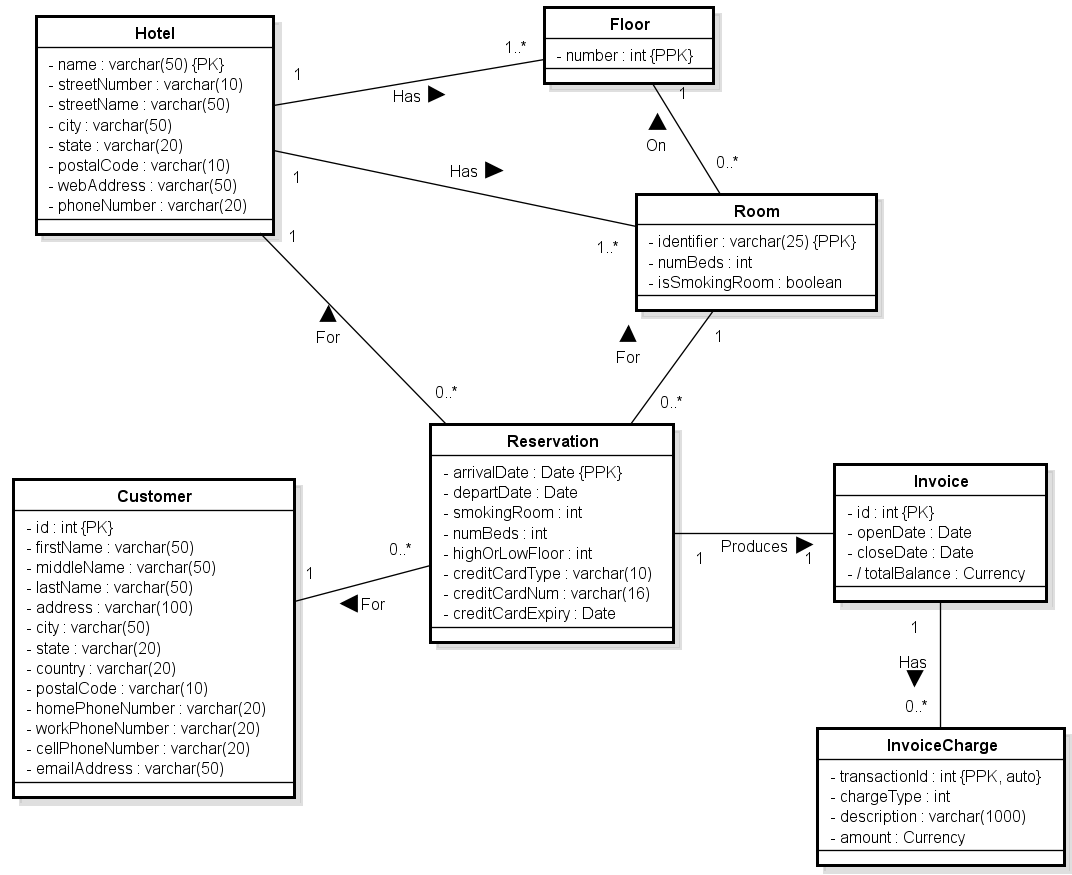 Hotel
- name : varchar(50) {PK}
- streetNumber : varchar(10)
- streetName : varchar(50)
- city : varchar(50)
- state : varchar(20)
- postalCode : varchar(10)
- webAddress : varchar(50)
- phoneNumber : varchar(20)
Floor
- number : int {PPK}
1
1..*
Has
1
On
0..*
Has
1
1..*
Room
- identifier : varchar(25) {PPK}
- numBeds : int
- isSmokingRoom : boolean
1
For
0..*
1
For
0..*
Reservation
- arrivalDate : Date {PPK}
- departDate : Date
- smokingRoom : int
- numBeds : int
- highOrLowFloor : int
- creditCardType : varchar(10)
- creditCardNum : varchar(16)
- creditCardExpiry : Date
Customer
- id : int {PK}
- firstName : varchar(50)
- middleName : varchar(50)
- lastName : varchar(50)
- address : varchar(100)
- city : varchar(50)
- state : varchar(20)
- country : varchar(20)
- postalCode : varchar(10)
- homePhoneNumber : varchar(20)
- workPhoneNumber : varchar(20)
- cellPhoneNumber : varchar(20)
- emailAddress : varchar(50)
0..*
1
For
Produces
1
1
Invoice
- id : int {PK}
- openDate : Date
- closeDate : Date
- / totalBalance : Currency
1
Has
0..*
InvoiceCharge
- transactionId : int {PPK, auto}
- chargeType : int
- description : varchar(1000)
- amount : Currency